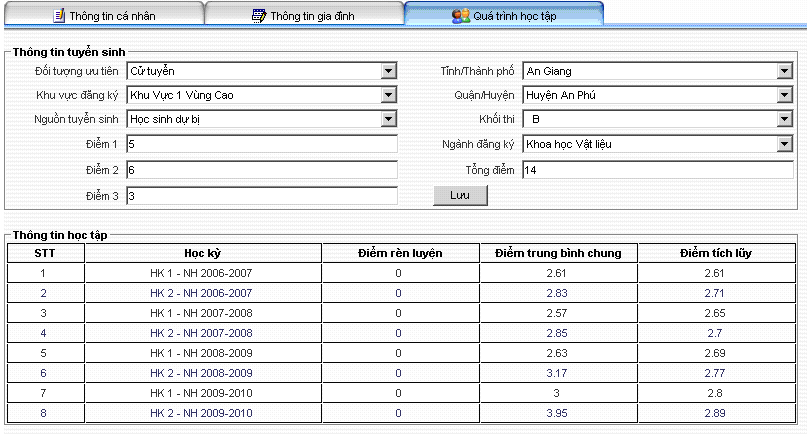 Thông tin cá nhân Thông tin gia đình Quá trình học tập
Thông tin tuyển sinh
Đối tượng ưu tiên Cử tuyển Tỉnh/Thành phố An Giang
Khu vực đăng ký Khu Vực 1 Vùng Cao Quận/Huyện Huyện An Phú
Nguồn tuyển sinh Học sinh dự bị Khối thi B
Điểm 1 5 Ngành đăng ký Khoa học Vật liệu
Điểm 2 6 Tổng điểm 14
Điểm 3 3 Lưu
Thông tin học tập
STT Học kỳ Điểm rèn luyện Điểm trung bình chung Điểm tích lũy
1 HK 1 - NH 2006-2007 0 2.61 2.61
2 HK 2 - NH 2006-2007 0 2.83 2.71
3 HK 1 - NH 2007-2008 0 2.57 2.65
4 HK 2 - NH 2007-2008 0 2.85 2.7
5 HK 1 - NH 2008-2009 0 2.63 2.69
6 HK 2 - NH 2008-2009 0 3.17 2.77
7 HK 1 - NH 2009-2010 0 3 2.8
8 HK 2 - NH 2009-2010 0 3.95 2.89